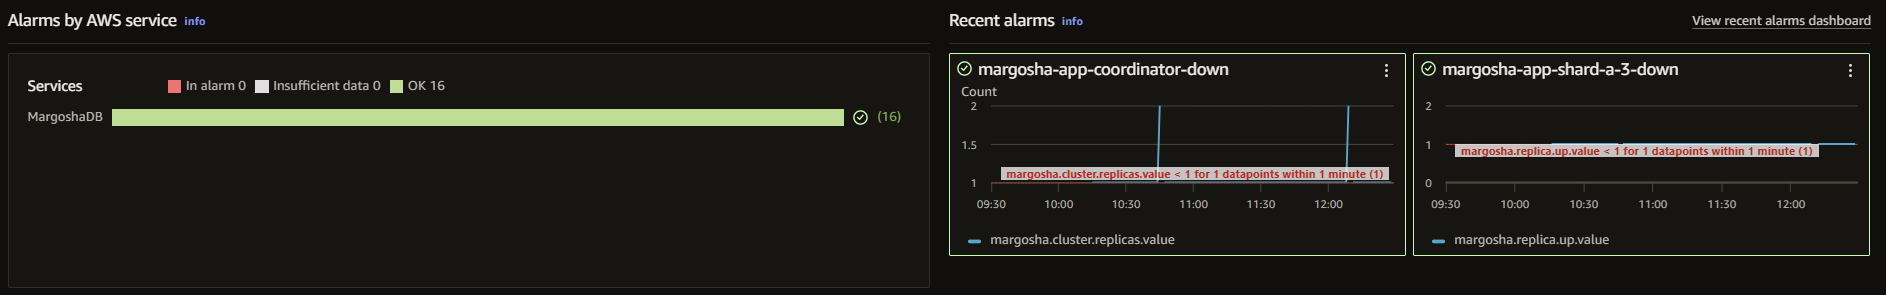 Alarms by AWS service info
Services
In alarm 0 Insufficient data 0 OK 16
MargoshaDB (16)
Recent alarms info
View recent alarms dashboard
margosha-app-coordinator-down
Count
2
1.5
1
margosha.cluster.replicas.value < 1 for 1 datapoints within 1 minute (1)
09:30 10:00 10:30 11:00 11:30 12:00
margosha.cluster.replicas.value
margosha-app-shard-a-3-down
2
1
0
margosha.replica.up.value < 1 for 1 datapoints within 1 minute (1)
09:30 10:00 10:30 11:00 11:30 12:00
margosha.replica.up.value